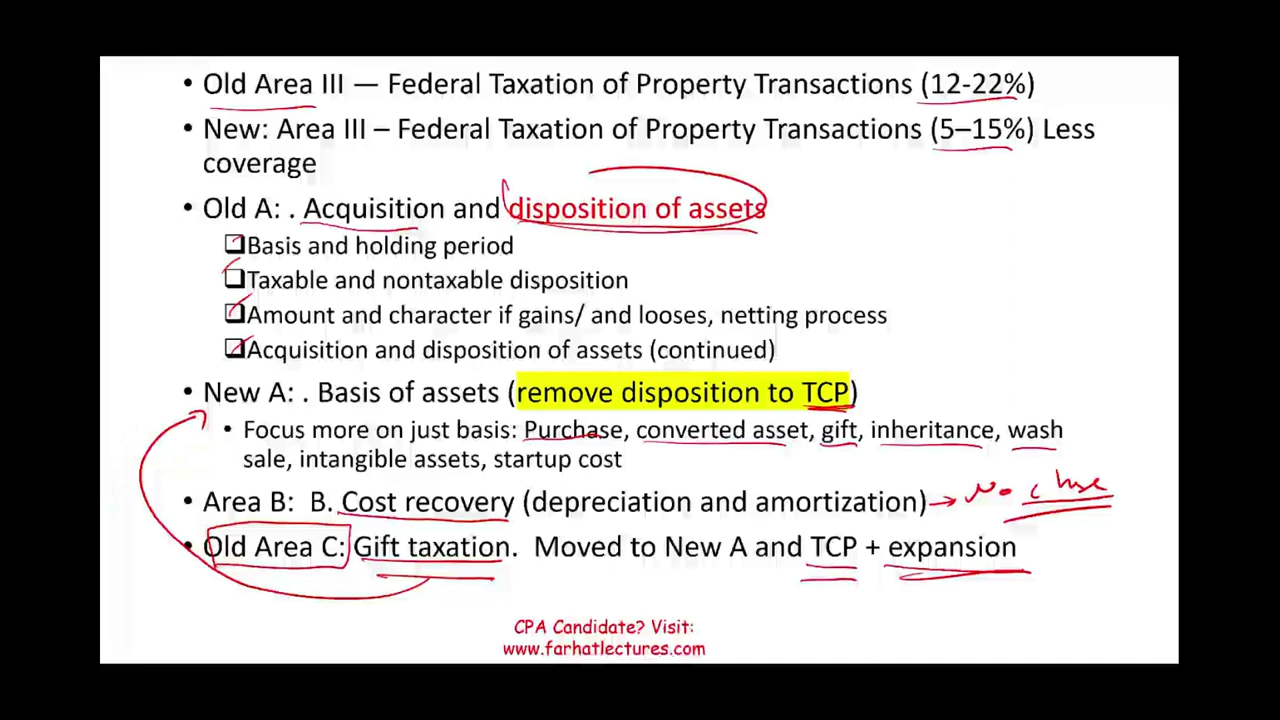 • Old Area III — Federal Taxation of Property Transactions (12-22%)
• New: Area III – Federal Taxation of Property Transactions (5–15%) Less
coverage
• Old A: . Acquisition and disposition of assets
❑Basis and holding period
❑Taxable and nontaxable disposition
❑Amount and character if gains/ and looses, netting process
❑Acquisition and disposition of assets (continued)
• New A: . Basis of assets (remove disposition to TCP)
• Focus more on just basis: Purchase, converted asset, gift, inheritance, wash
sale, intangible assets, startup cost
• Area B: B. Cost recovery (depreciation and amortization) → No
• Old Area C: Gift taxation. Moved to New A and TCP + expansion
CPA Candidate? Visit:
www.farhatlectures.com